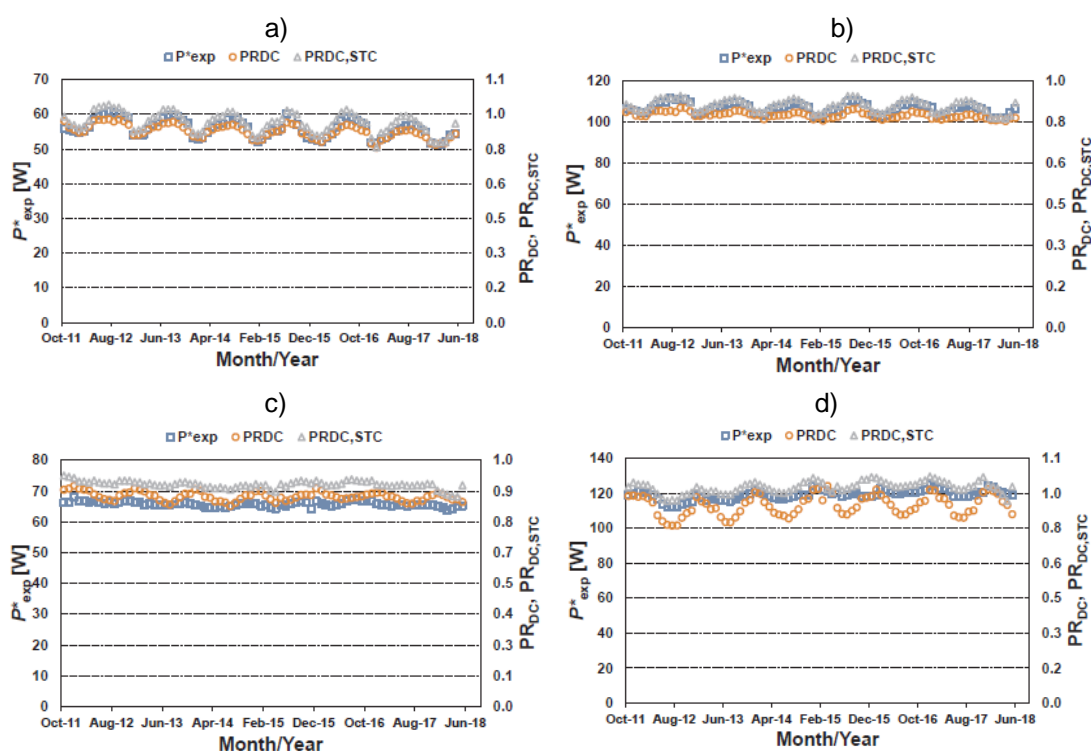 a)
P*exp PRDC PRDC,STC
70
60
50
40
30
20
10
0
1.1
1.0
0.8
0.6
0.5
0.3
0.2
0.0
P*exp [W]
PRDC, PRDC,STC
Oct-11 Aug-12 Jun-13 Apr-14 Feb-15 Dec-15 Oct-16 Aug-17 Jun-18
Month/Year
b)
P*exp PRDC PRDC,STC
120
100
80
60
40
20
0
1.0
0.8
0.6
0.5
0.3
0.2
0.0
P*exp [W]
PRDC, PRDC,STC
Oct-11 Aug-12 Jun-13 Apr-14 Feb-15 Dec-15 Oct-16 Aug-17 Jun-18
Month/Year
c)
P*exp PRDC PRDC,STC
80
70
60
50
40
30
20
10
0
1.0
0.9
0.8
0.7
0.5
0.4
0.3
0.1
0.0
P*exp [W]
PRDC, PRDC,STC
Oct-11 Aug-12 Jun-13 Apr-14 Feb-15 Dec-15 Oct-16 Aug-17 Jun-18
Month/Year
d)
P*exp PRDC PRDC,STC
140
120
100
80
60
40
20
0
1.1
1.0
0.8
0.6
0.5
0.3
0.2
0.0
P*exp [W]
PRDC, PRDC,STC
Oct-11 Aug-12 Jun-13 Apr-14 Feb-15 Dec-15 Oct-16 Aug-17 Jun-18
Month/Year